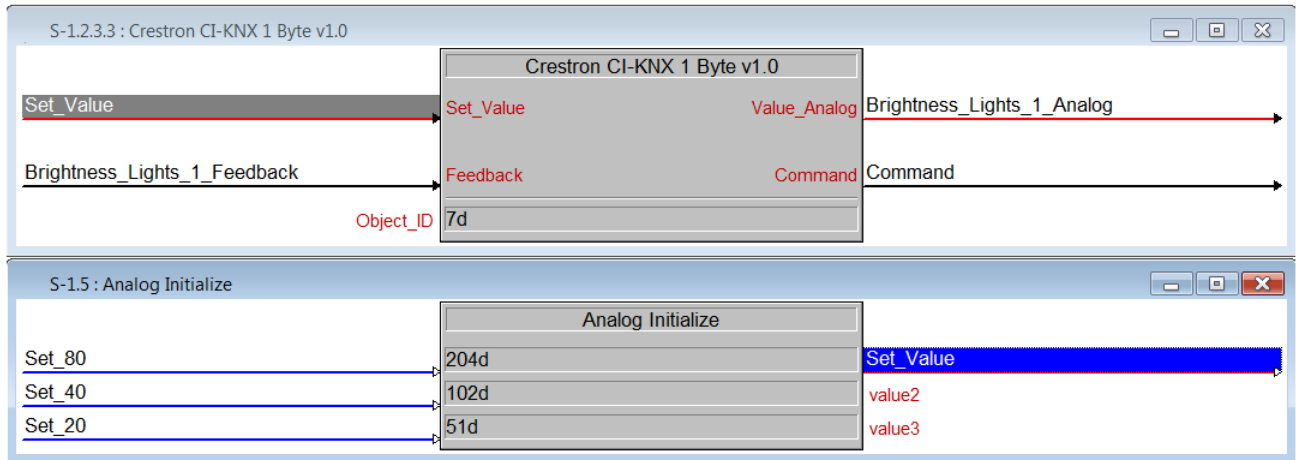 S-1.2.3.3 : Crestron CI-KNX 1 Byte v1.0
Crestron CI-KNX 1 Byte v1.0
Set_Value Set_Value Value_Analog Brightness_Lights_1_Analog
Brightness_Lights_1_Feedback Feedback Command Command
Object_ID 7d
S-1.5 : Analog Initialize
Analog Initialize
Set_80 204d Set_Value
Set_40 102d value2
Set_20 51d value3